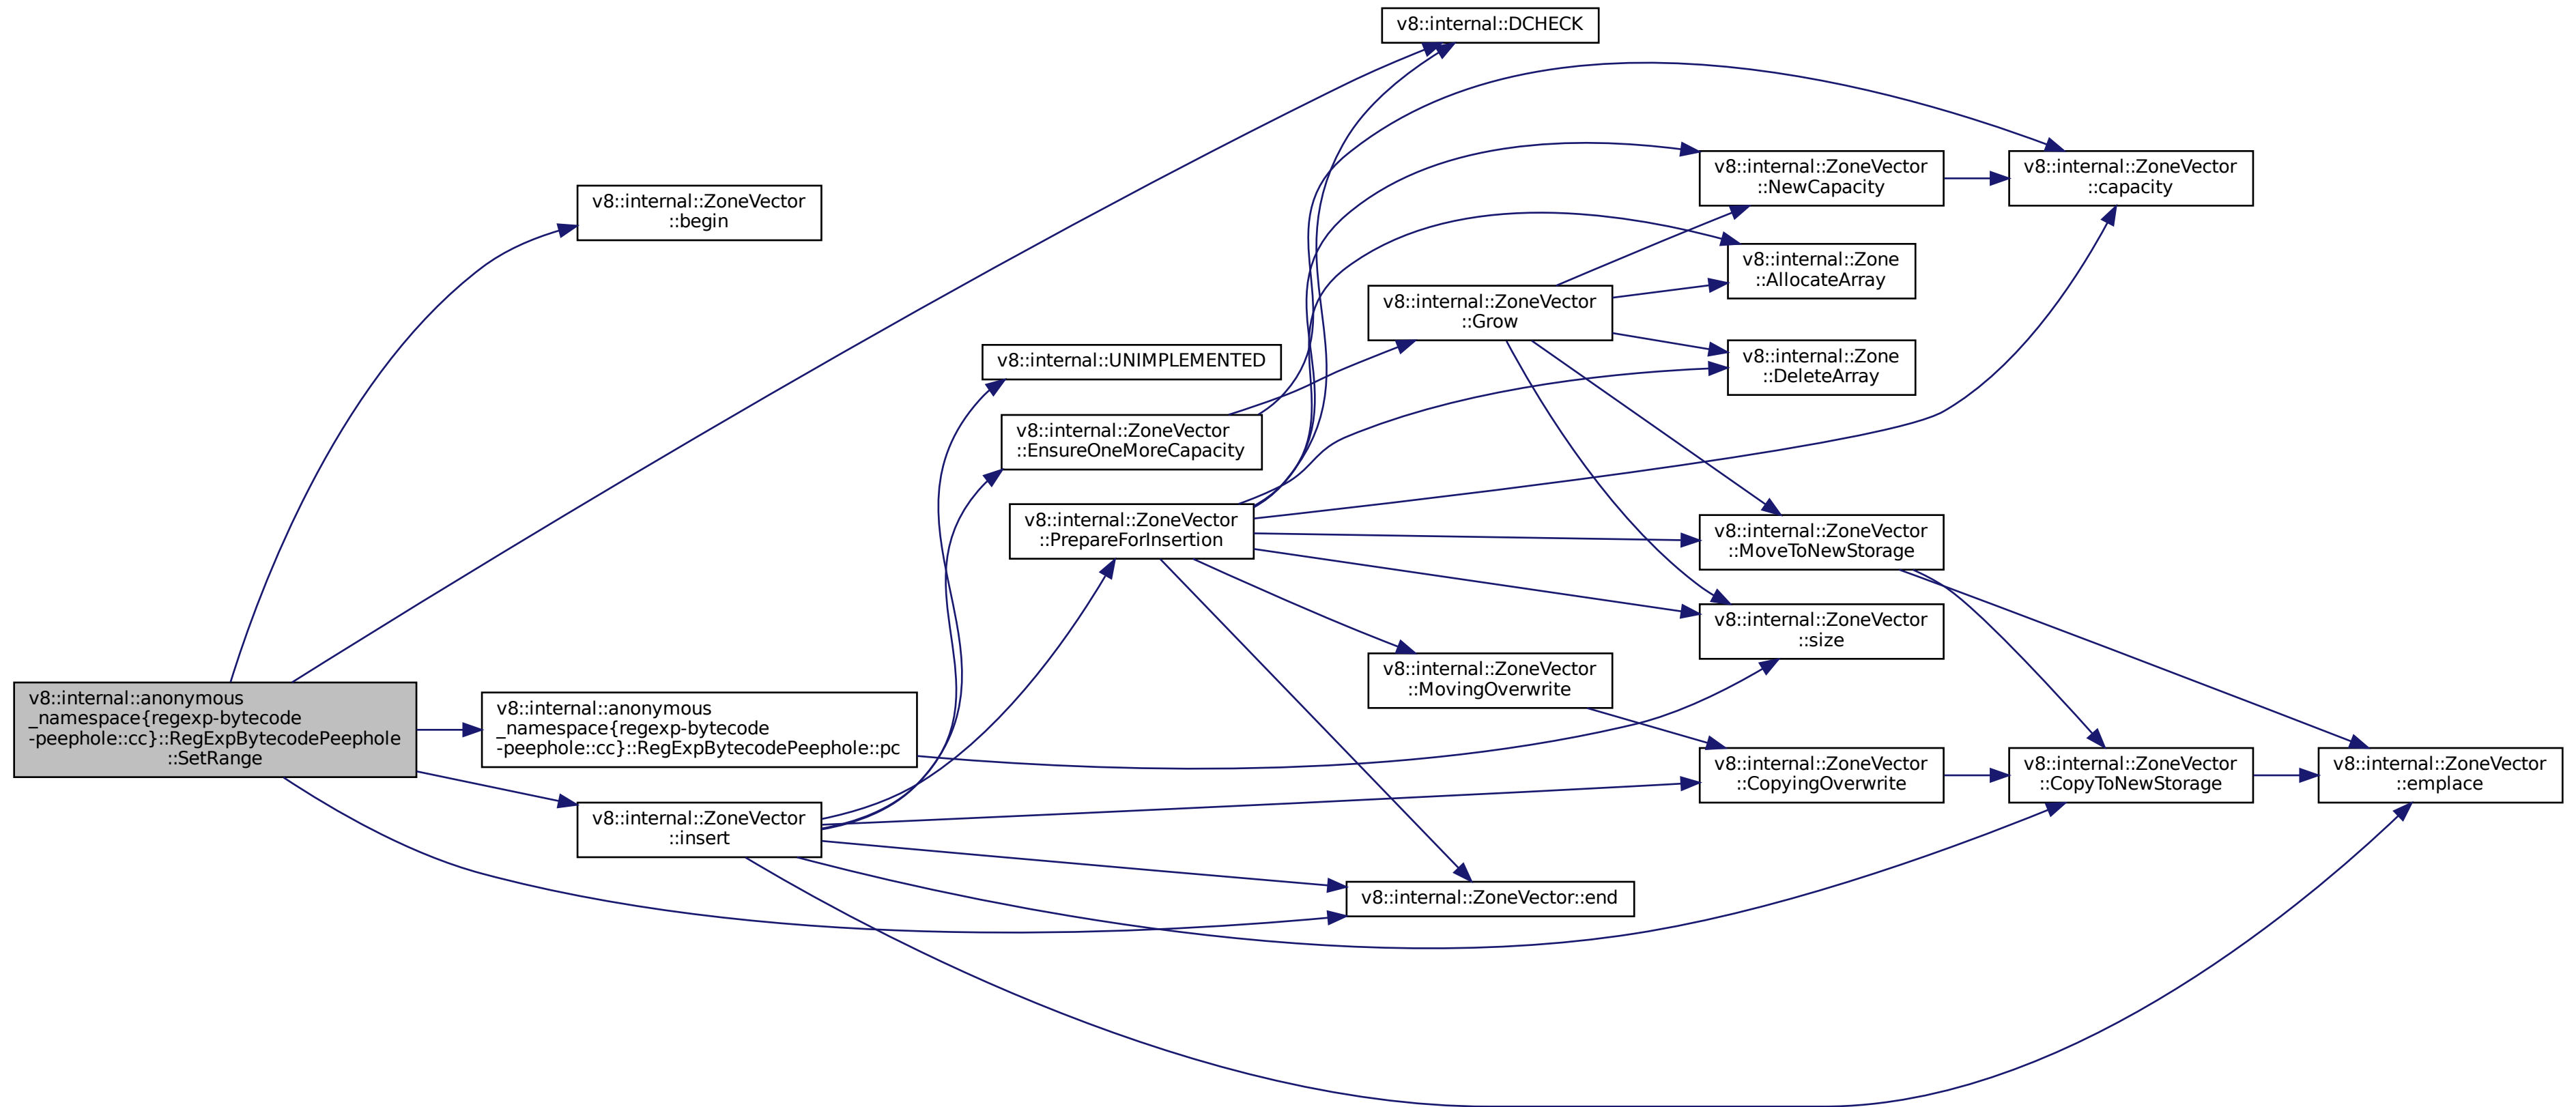 v8::internal::DCHECK
v8::internal::ZoneVector
::begin
v8::internal::ZoneVector
::NewCapacity
v8::internal::ZoneVector
::capacity
v8::internal::Zone
::AllocateArray
v8::internal::ZoneVector
::Grow
v8::internal::UNIMPLEMENTED
v8::internal::Zone
::DeleteArray
v8::internal::ZoneVector
::EnsureOneMoreCapacity
v8::internal::ZoneVector
::PrepareForInsertion
v8::internal::ZoneVector
::MoveToNewStorage
v8::internal::ZoneVector
::size
v8::internal::ZoneVector
::MovingOverwrite
v8::internal::anonymous
_namespace{regexp-bytecode
-peephole::cc}::RegExpBytecodePeephole
::SetRange
v8::internal::anonymous
_namespace{regexp-bytecode
-peephole::cc}::RegExpBytecodePeephole::pc
v8::internal::ZoneVector
::CopyingOverwrite
v8::internal::ZoneVector
::CopyToNewStorage
v8::internal::ZoneVector
::emplace
v8::internal::ZoneVector
::insert
v8::internal::ZoneVector::end